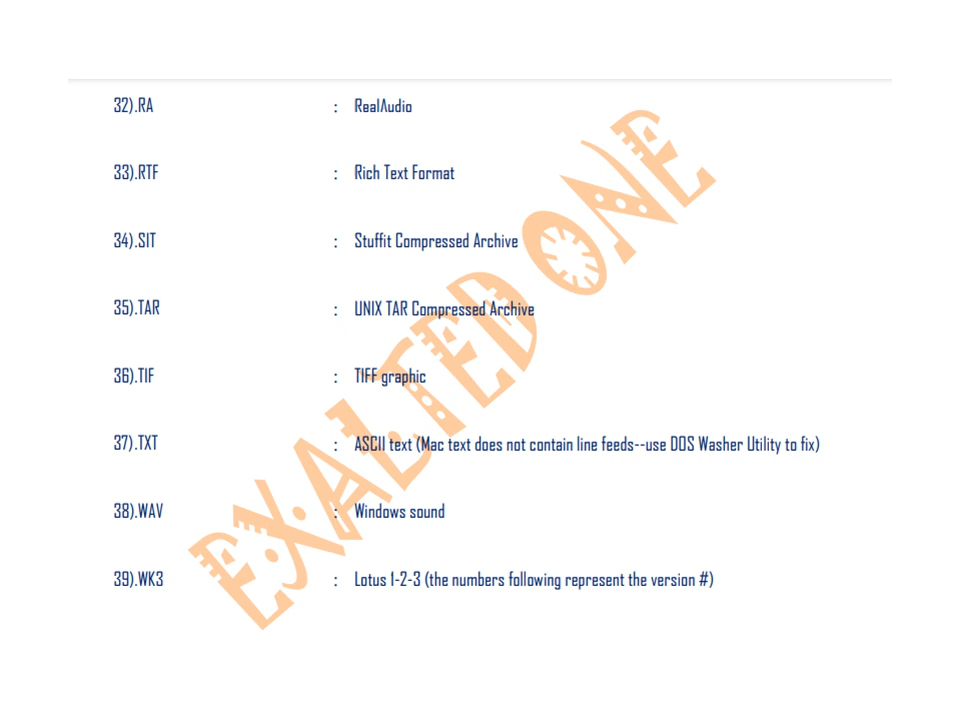 32).RA : RealAudio
33).RTF : Rich Text Format
34).SIT : Stuffit Compressed Archive
35).TAR : UNIX TAR Compressed Archive
36).TIF : TIFF graphic
37).TXT : ASCII text (Mac text does not contain line feeds--use DOS Washer Utility to fix)
38).WAV : Windows sound
39).WK3 : Lotus 1-2-3 (the numbers following represent the version #)
EXALTED ONE